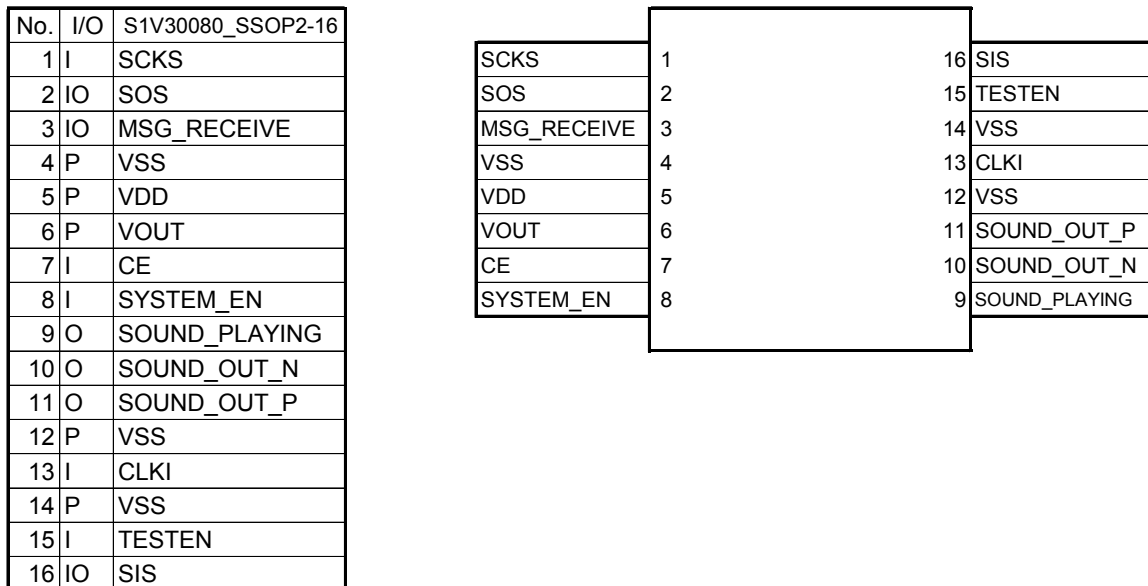 No. I/O S1V30080_SSOP2-16
1 I SCKS
2 IO SOS
3 IO MSG_RECEIVE
4 P VSS
5 P VDD
6 P VOUT
7 I CE
8 I SYSTEM_EN
9 O SOUND_PLAYING
10 O SOUND_OUT_N
11 O SOUND_OUT_P
12 P VSS
13 I CLKI
14 P VSS
15 I TESTEN
16 IO SIS
SCKS 1 16 SIS
SOS 2 15 TESTEN
MSG_RECEIVE 3 14 VSS
VSS 4 13 CLKI
VDD 5 12 VSS
VOUT 6 11 SOUND_OUT_P
CE 7 10 SOUND_OUT_N
SYSTEM_EN 8 9 SOUND_PLAYING